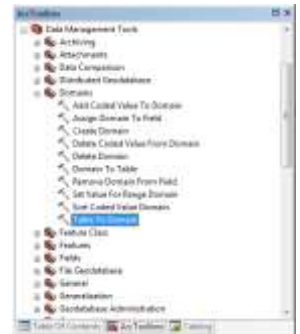 ArcToolbox
Data Management Tools
Archiving
Attachments
Data Comparison
Distributed Geodatabase
Domains
Add Coded Value To Domain
Assign Domain To Field
Create Domain
Delete Coded Value From Domain
Delete Domain
Domain To Table
Remove Domain From Field
Set Value For Range Domain
Sort Coded Value Domain
Table To Domain
Feature Class
Features
Fields
File Geodatabase
General
Generalization
Geodatabase Administration
Table Of Contents ArcToolbox Catalog